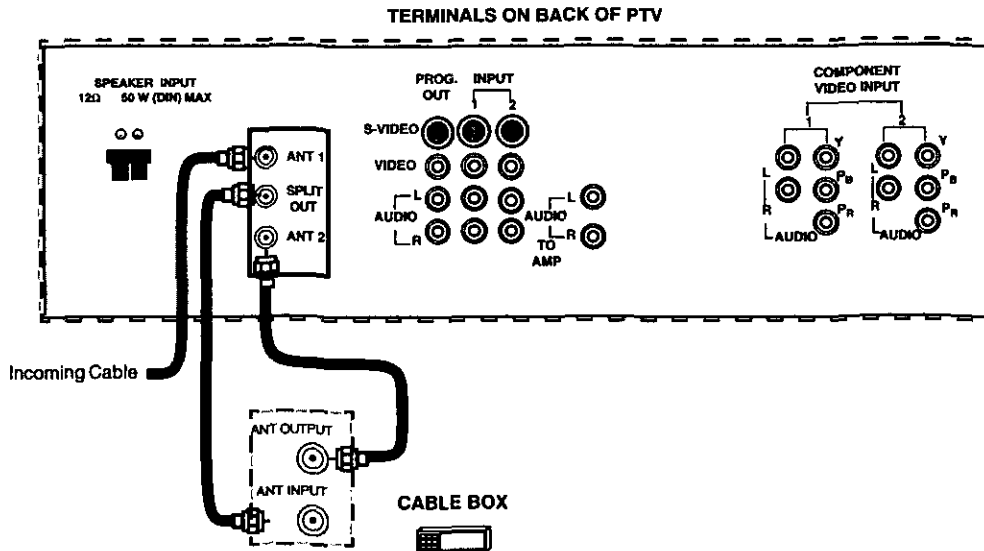 TERMINALS ON BACK OF PTV
SPEAKER INPUT
12Ω 50 W (DIN) MAX
ANT 1
SPLIT
OUT
ANT 2
PROG.
OUT
INPUT
1 2
S-VIDEO
VIDEO
AUDIO
L
R
AUDIO
L
R
TO
AMP
COMPONENT
VIDEO INPUT
1 2
Y
PB
PR
L
R
AUDIO
Y
PB
PR
L
R
AUDIO
Incoming Cable
ANT OUTPUT
ANT INPUT
CABLE BOX